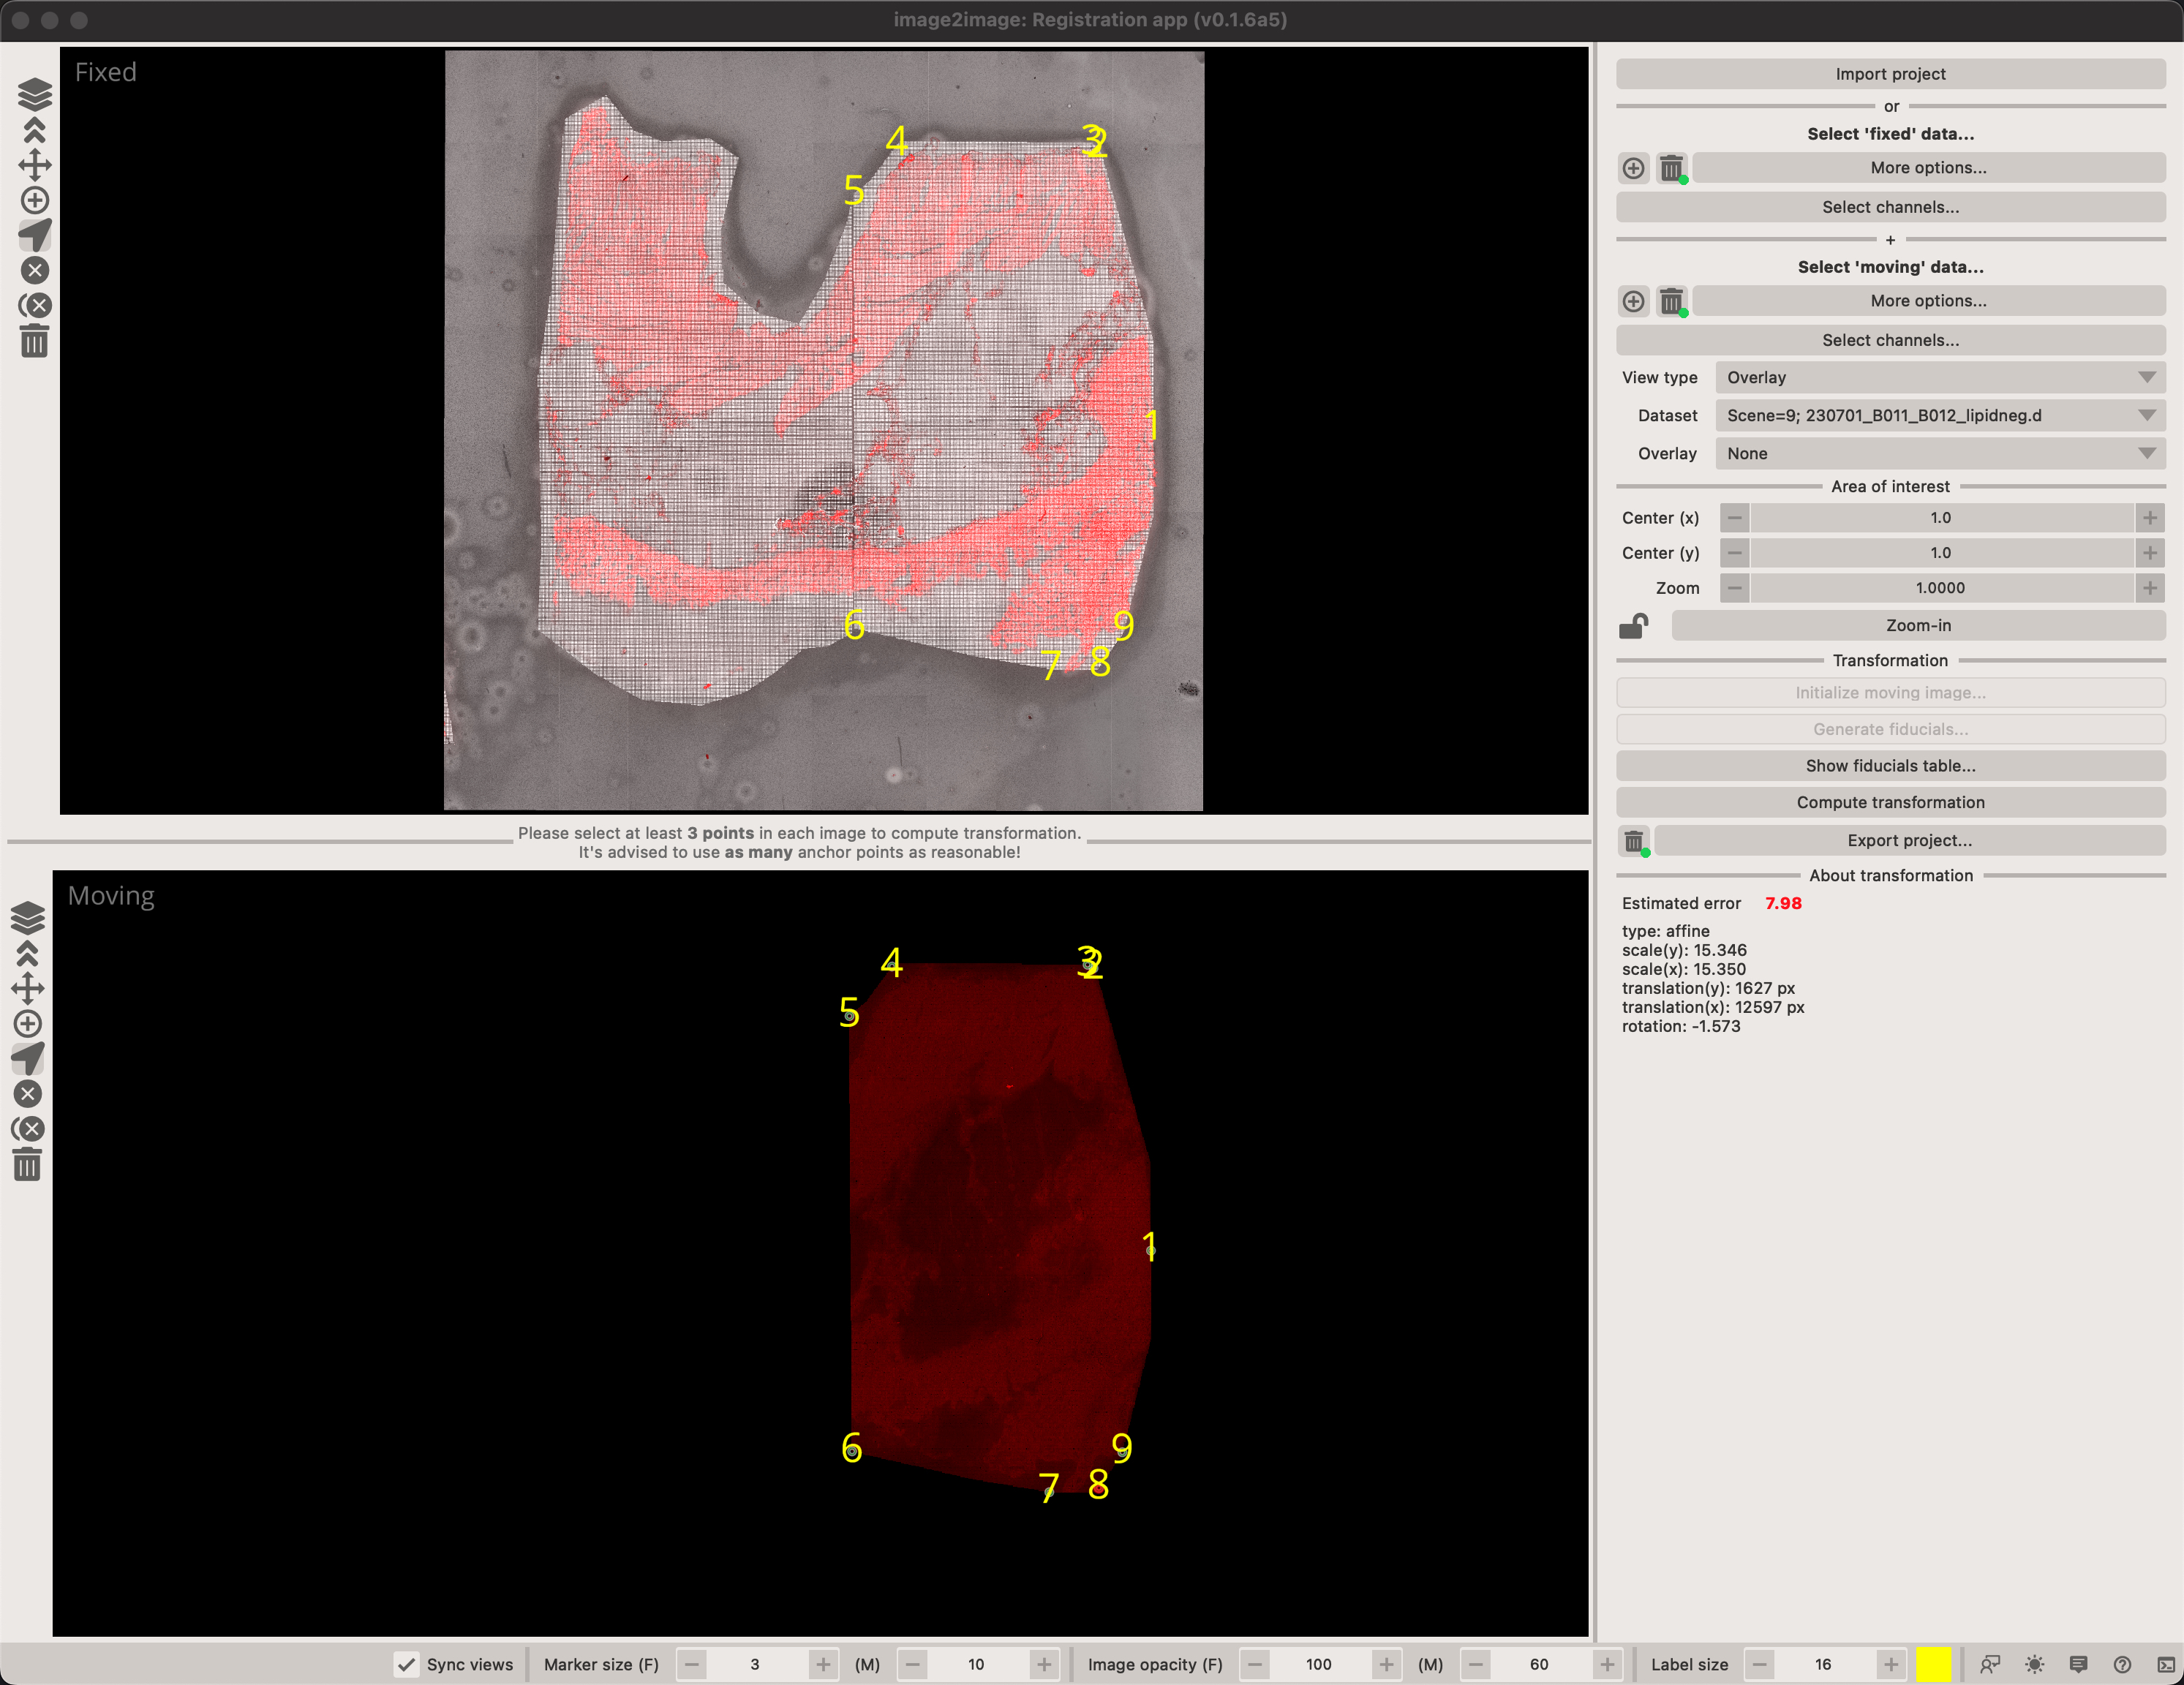 image2image: Registration app (v0.1.6a5)
Fixed
4
3
2
5
1
6
9
7
8
Please select at least 3 points in each image to compute transformation.
It's advised to use as many anchor points as reasonable!
Moving
4
3
2
5
1
6
9
7
8
Import project
or
Select 'fixed' data...
More options...
Select channels...
+
Select 'moving' data...
More options...
Select channels...
View type Overlay
Dataset Scene=9; 230701_B011_B012_lipidneg.d
Overlay None
Area of interest
Center (x) 1.0
Center (y) 1.0
Zoom 1.0000
Zoom-in
Transformation
Initialize moving image...
Generate fiducials...
Show fiducials table...
Compute transformation
Export project...
About transformation
Estimated error 7.98
type: affine
scale(y): 15.346
scale(x): 15.350
translation(y): 1627 px
translation(x): 12597 px
rotation: -1.573
Sync views Marker size (F) 3 (M) 10 Image opacity (F) 100 (M) 60 Label size 16